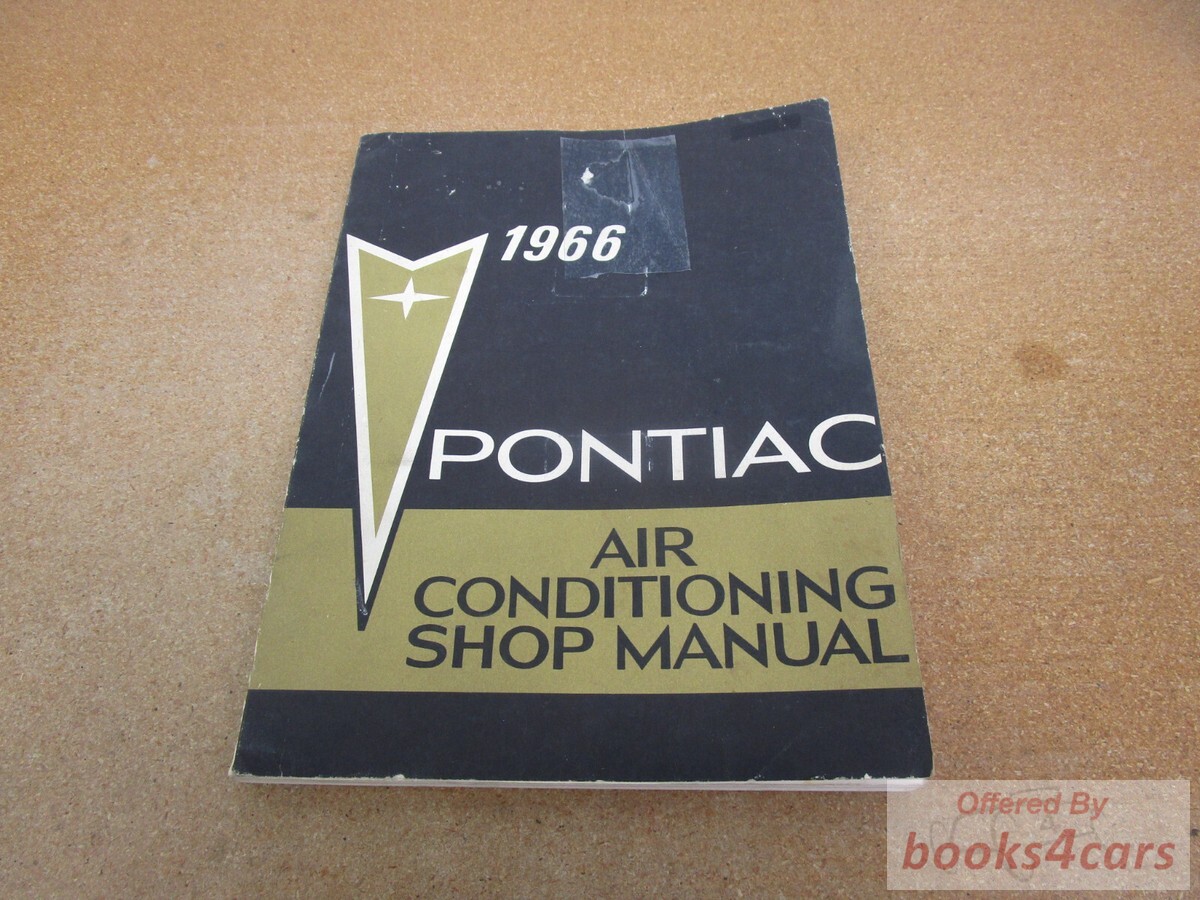 1966
PONTIAC
AIR
CONDITIONING
SHOP MANUAL
Offered By
books4cars